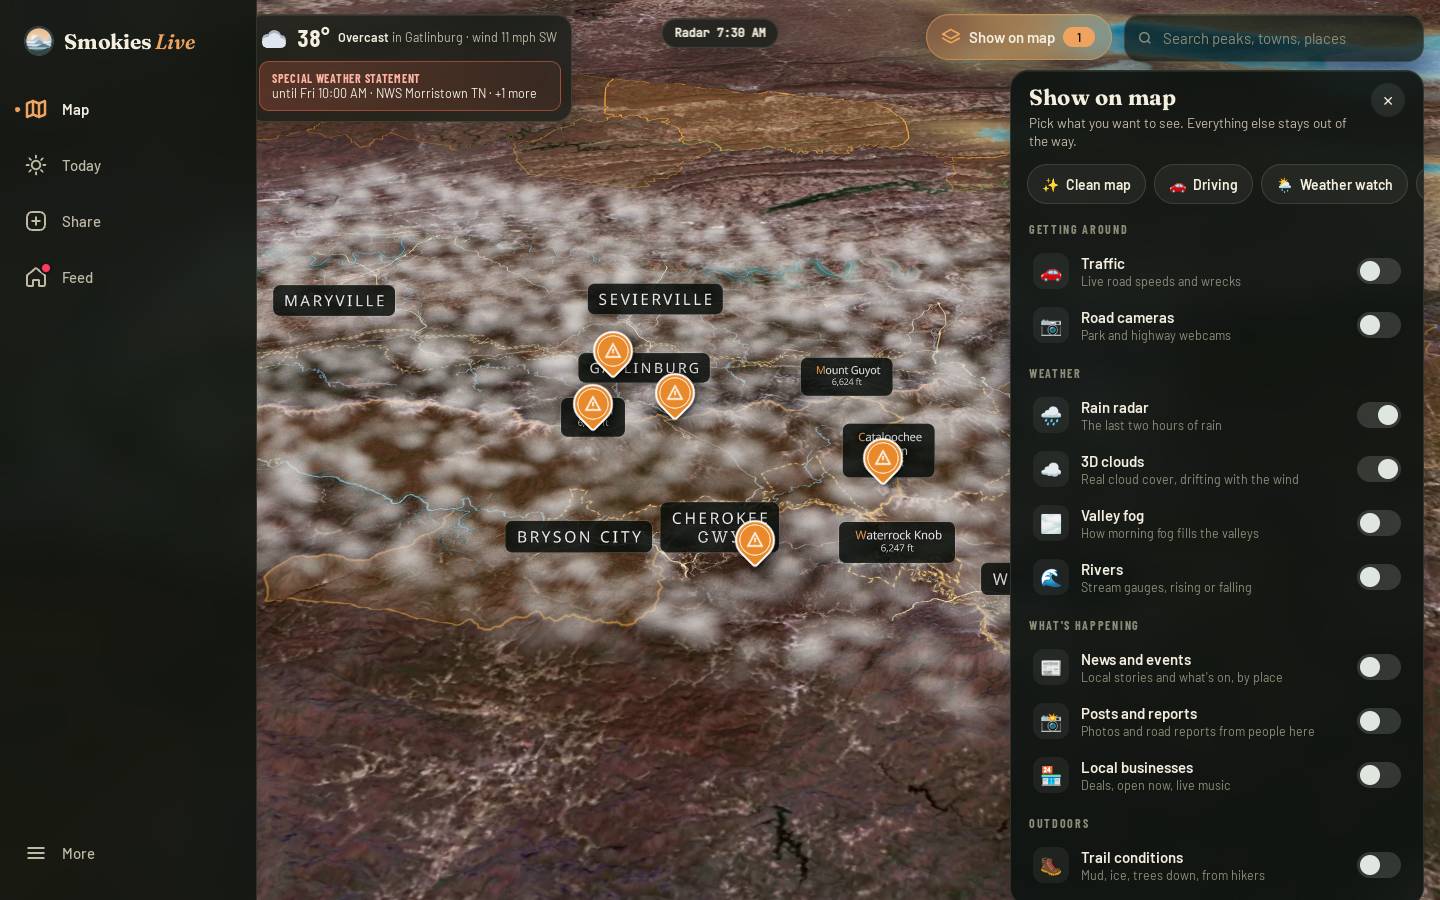 Smokies Live
Map
Today
Share
Feed
More
38° Overcast in Gatlinburg · wind 11 mph SW
SPECIAL WEATHER STATEMENT
until Fri 10:00 AM · NWS Morristown TN · +1 more
Radar 7:30 AM
Show on map 1
Search peaks, towns, places
MARYVILLE
SEVIERVILLE
LINBURG
Mount Guyot
6,624 ft
Cataloochee
BRYSON CITY
CHEROKEE
Waterrock Knob
6,247 ft
W
Show on map
Pick what you want to see. Everything else stays out of
the way.
✨ Clean map
🚗 Driving
🌦️ Weather watch
GETTING AROUND
Traffic
Live road speeds and wrecks
Road cameras
Park and highway webcams
WEATHER
Rain radar
The last two hours of rain
3D clouds
Real cloud cover, drifting with the wind
Valley fog
How morning fog fills the valleys
Rivers
Stream gauges, rising or falling
WHAT'S HAPPENING
News and events
Local stories and what's on, by place
Posts and reports
Photos and road reports from people here
Local businesses
Deals, open now, live music
OUTDOORS
Trail conditions
Mud, ice, trees down, from hikers